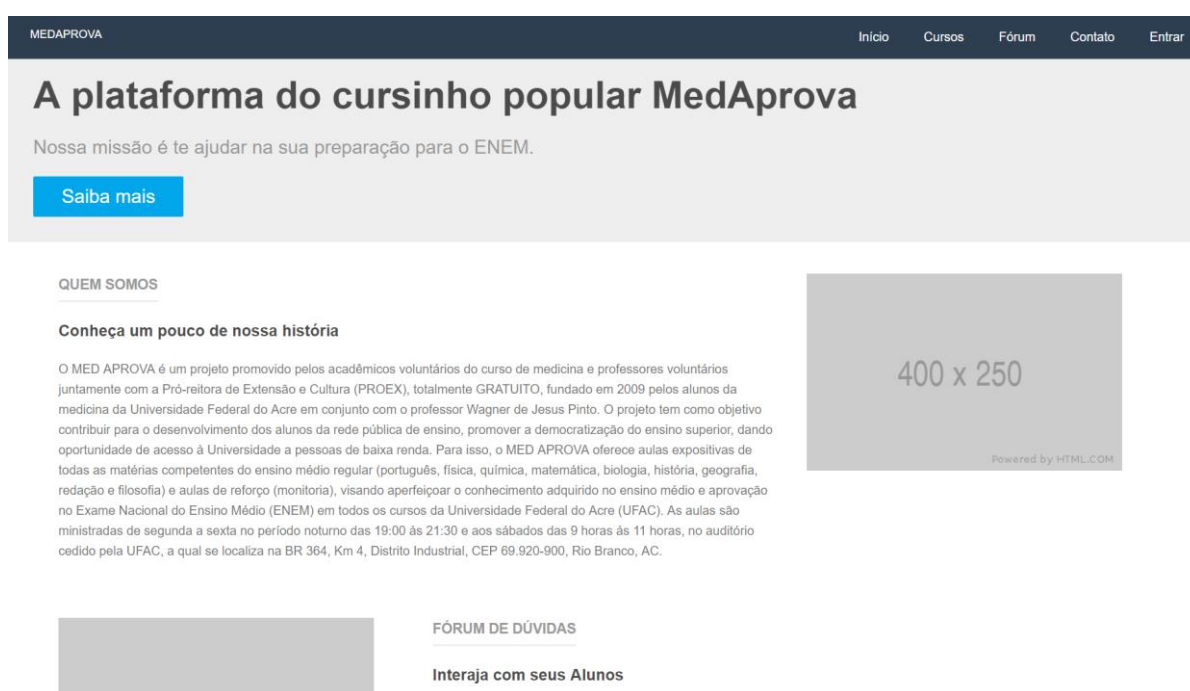 MEDAPROVA
Início Cursos Fórum Contato Entrar
A plataforma do cursinho popular MedAprova
Nossa missão é te ajudar na sua preparação para o ENEM.
Saiba mais
QUEM SOMOS
Conheça um pouco de nossa história
O MED APROVA é um projeto promovido pelos acadêmicos voluntários do curso de medicina e professores voluntários
juntamente com a Pró-reitora de Extensão e Cultura (PROEX), totalmente GRATUITO, fundado em 2009 pelos alunos da
medicina da Universidade Federal do Acre em conjunto com o professor Wagner de Jesus Pinto. O projeto tem como objetivo
contribuir para o desenvolvimento dos alunos da rede pública de ensino, promover a democratização do ensino superior, dando
oportunidade de acesso à Universidade a pessoas de baixa renda. Para isso, o MED APROVA oferece aulas expositivas de
todas as matérias competentes do ensino médio regular (português, física, química, matemática, biologia, história, geografia,
redação e filosofia) e aulas de reforço (monitoria), visando aperfeiçoar o conhecimento adquirido no ensino médio e aprovação
no Exame Nacional do Ensino Médio (ENEM) em todos os cursos da Universidade Federal do Acre (UFAC). As aulas são
ministradas de segunda a sexta no período noturno das 19:00 às 21:30 e aos sábados das 9 horas ás 11 horas, no auditório
cedido pela UFAC, a qual se localiza na BR 364, Km 4, Distrito Industrial, CEP 69.920-900, Rio Branco, AC.
400 x 250
Powered by HTML.COM
FÓRUM DE DÚVIDAS
Interaja com seus Alunos